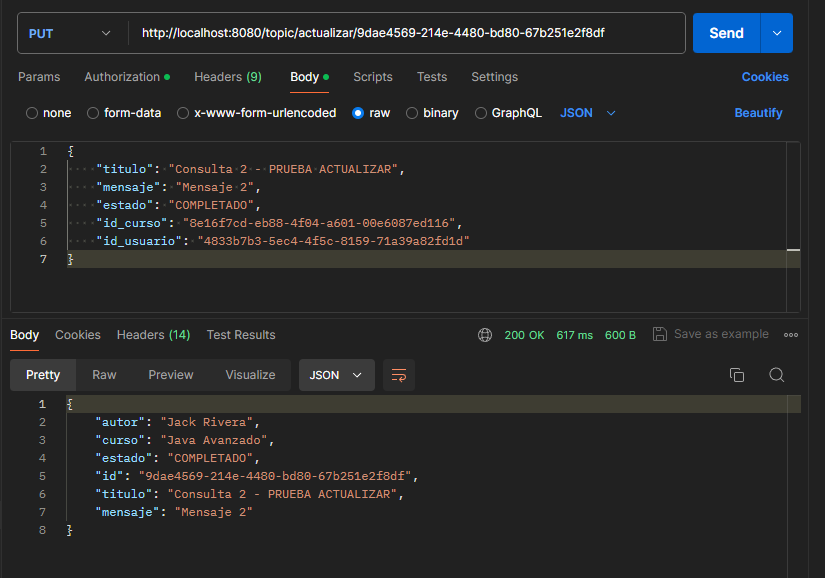 PUT http://localhost:8080/topic/actualizar/9dae4569-214e-4480-bd80-67b251e2f8df Send
Params Authorization Headers (9) Body Scripts Tests Settings Cookies
none form-data x-www-form-urlencoded raw binary GraphQL JSON Beautify
1 {
2 "titulo": "Consulta 2 - PRUEBA ACTUALIZAR",
3 "mensaje": "Mensaje 2",
4 "estado": "COMPLETADO",
5 "id_curso": "8e16f7cd-eb88-4f04-a601-00e6087ed116",
6 "id_usuario": "4833b7b3-5ec4-4f5c-8159-71a39a82fd1d"
7 }
Body Cookies Headers (14) Test Results 200 OK 617 ms 600 B Save as example
Pretty Raw Preview Visualize JSON
1 {
2 "autor": "Jack Rivera",
3 "curso": "Java Avanzado",
4 "estado": "COMPLETADO",
5 "id": "9dae4569-214e-4480-bd80-67b251e2f8df",
6 "titulo": "Consulta 2 - PRUEBA ACTUALIZAR",
7 "mensaje": "Mensaje 2"
8 }